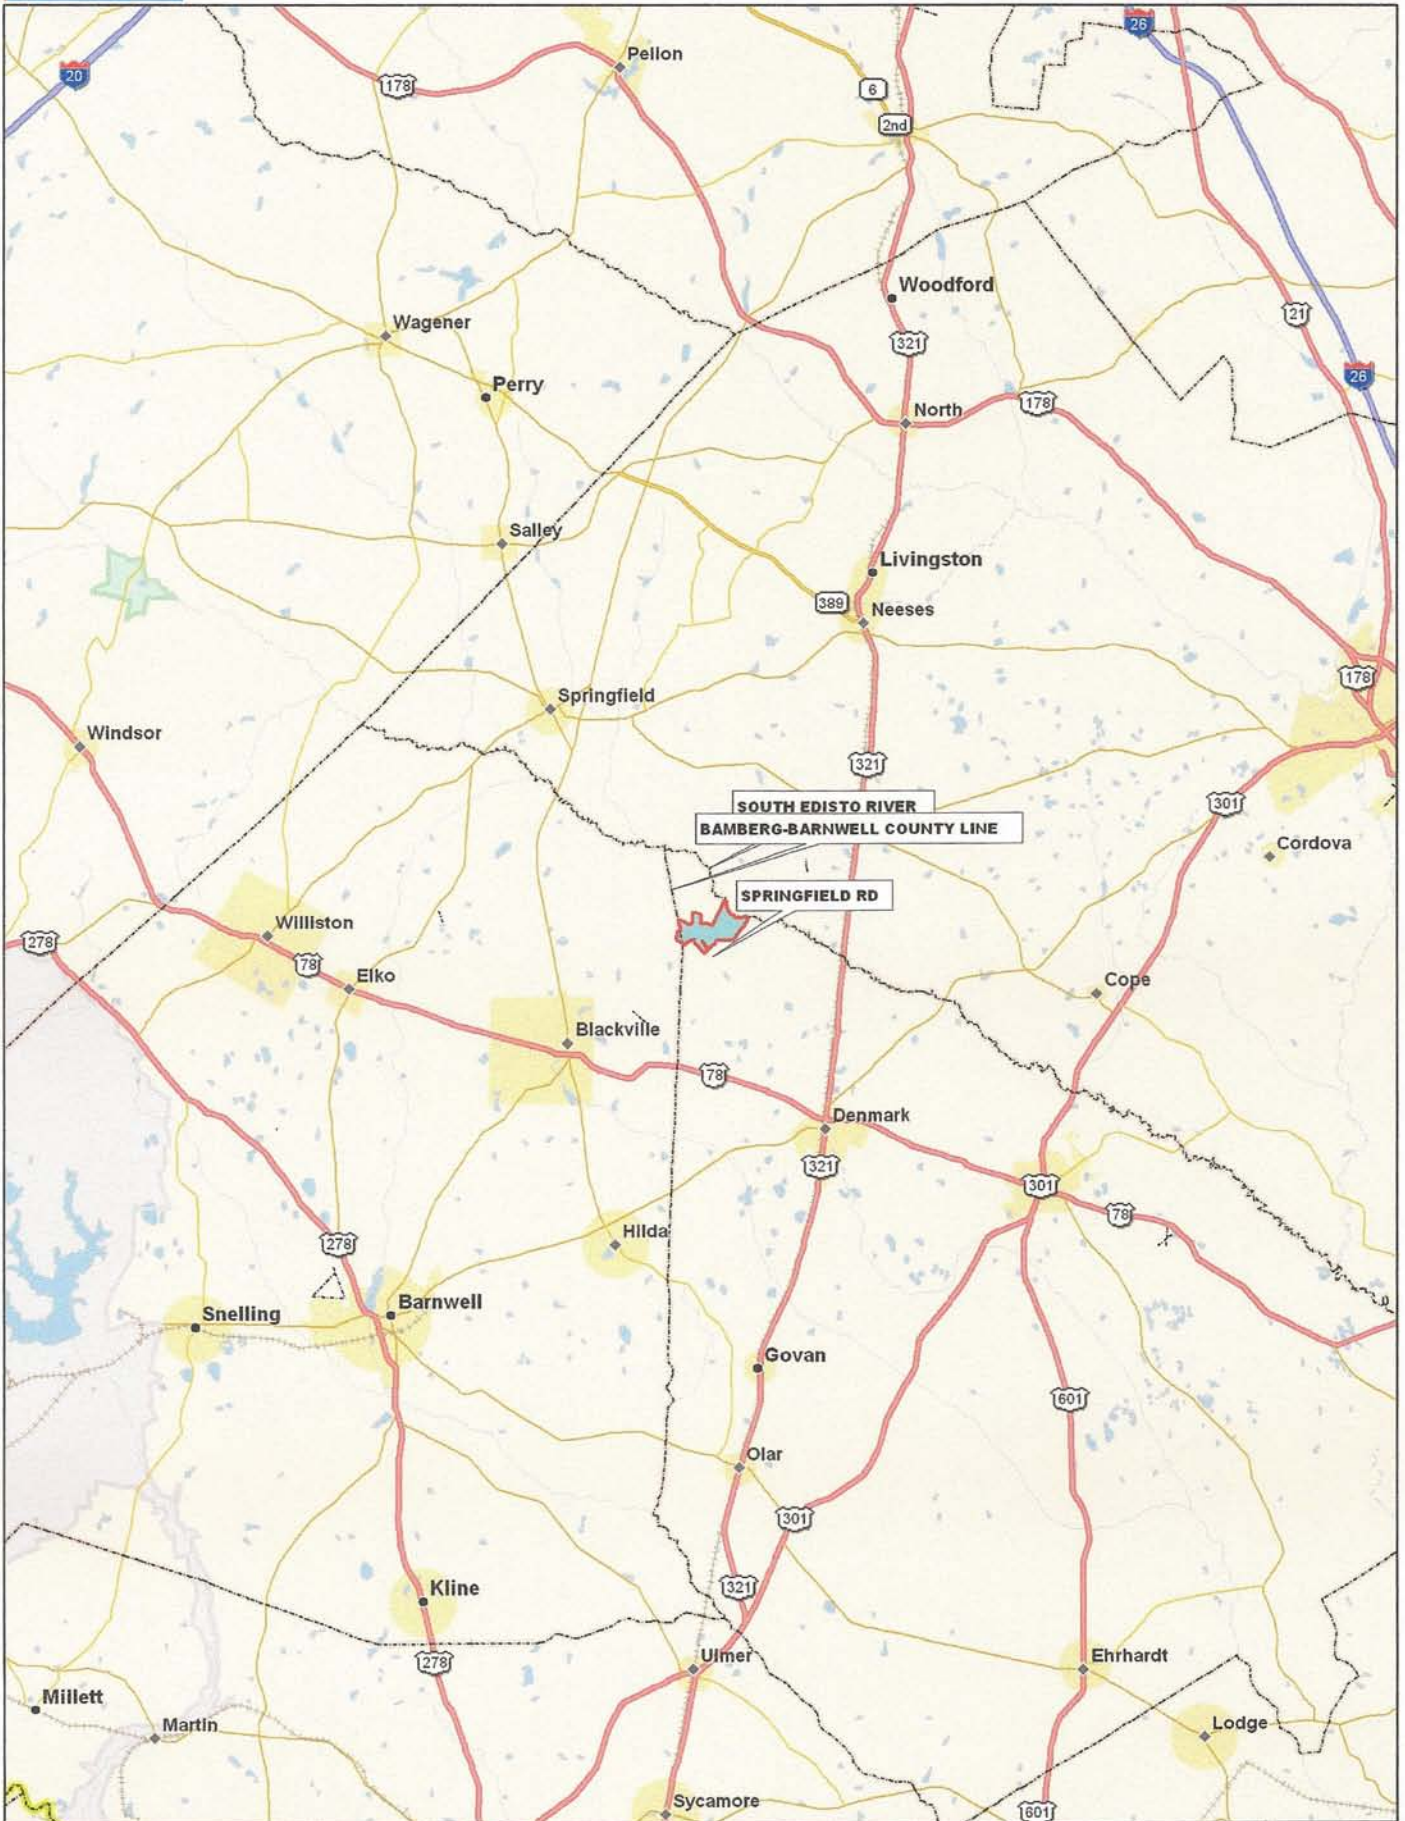 26
20
Pelion
178
6
2nd
Woodford
21
Wagener
321
26
Perry
North
178
Salley
Livingston
389
Neeses
178
Springfield
Windsor
321
SOUTH EDISTO RIVER
301
BAMBERG-BARNWELL COUNTY LINE
Cordova
SPRINGFIELD RD
Williston
278
78
Elko
Cope
Blackville
78
Denmark
321
301
78
Hilda
278
Barnwell
Snelling
Govan
601
Olar
301
321
Kline
Ulmer
Ehrhardt
278
Millett
Martin
Lodge
Sycamore
601